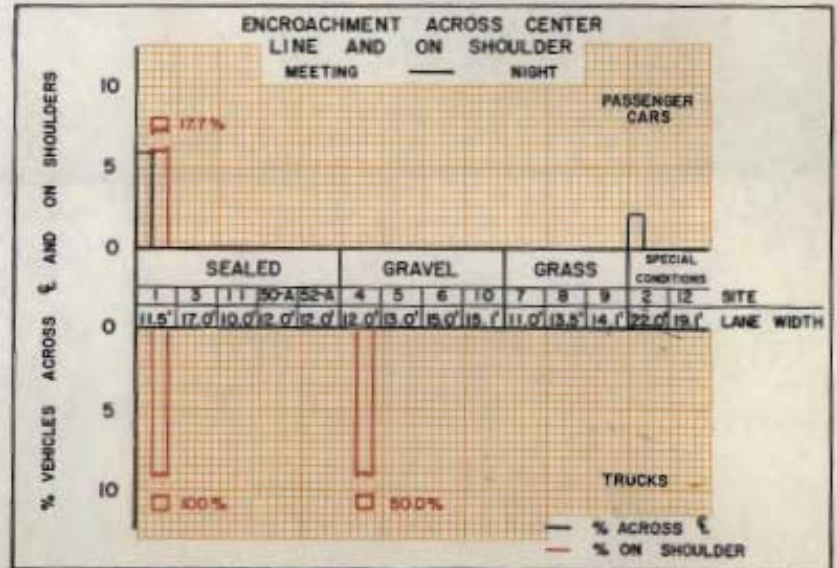 ENCROACHMENT ACROSS CENTER
LINE AND ON SHOULDER
MEETING — NIGHT
PASSENGER
CARS
% VEHICLES ACROSS ℄ AND ON SHOULDERS
10
5
0
17.7%
SEALED GRAVEL GRASS SPECIAL CONDITIONS
1 3 11 50-A 52-A 4 5 6 10 7 8 9 2 12 SITE
11.5' 17.0' 10.0' 12.0' 12.0' 12.0' 13.0' 15.0' 15.1' 11.0' 13.5' 14.1' 22.0' 19.1' LANE WIDTH
0
5
10
100% 50.0%
TRUCKS
% ACROSS ℄
% ON SHOULDER